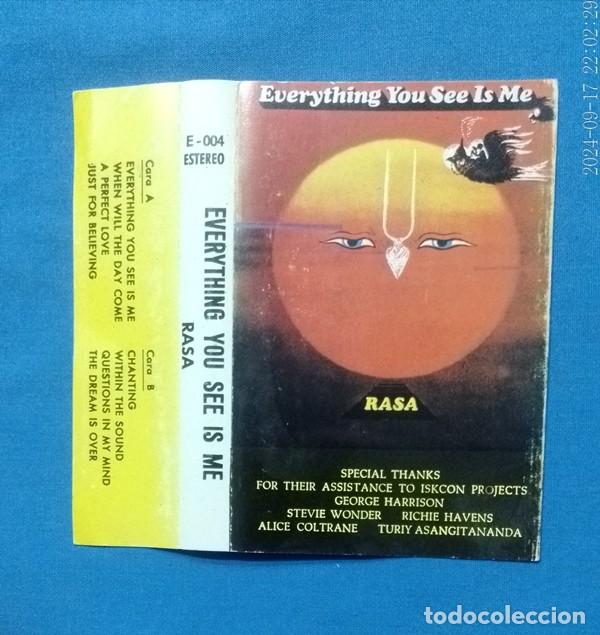 Everything You See Is Me
RASA
SPECIAL THANKS
FOR THEIR ASSISTANCE TO ISKCON PROJECTS
GEORGE HARRISON
STEVIE WONDER RICHIE HAVENS
ALICE COLTRANE TURIY ASANGITANANDA
E-004
ESTEREO
EVERYTHING YOU SEE IS ME
RASA
Cara A
EVERYTHING YOU SEE IS ME
WHEN WILL THE DAY COME
A PERFECT LOVE
JUST FOR BELIEVING
Cara B
CHANTING
WITHIN THE SOUND
QUESTIONS IN MY MIND
THE DREAM IS OVER
2024-09-17 22:02:29
todocoleccion